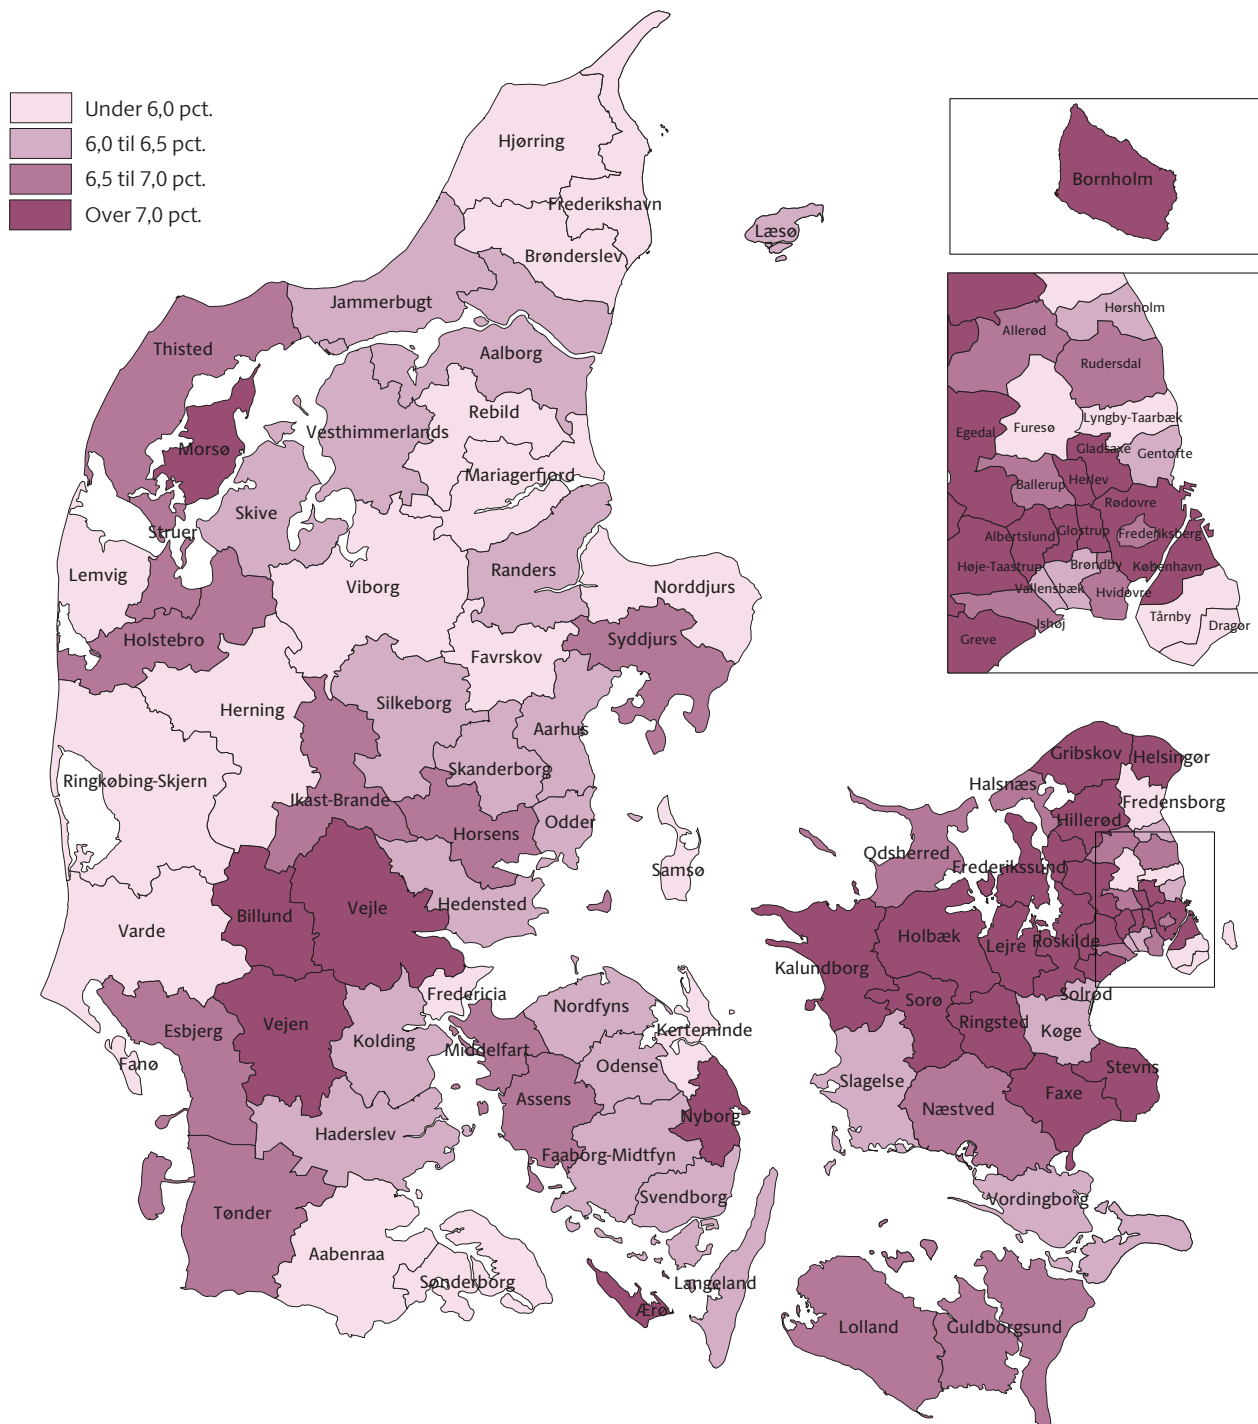 Under 6,0 pct.
6,0 til 6,5 pct.
6,5 til 7,0 pct.
Over 7,0 pct.
Hjørring
Frederikshavn
Brønderslev
Læsø
Jammerbugt
Thisted
Aalborg
Rebild
Vesthimmerlands
Morsø
Mariagerfjord
Skive
Struer
Lemvig
Viborg
Randers
Norddjurs
Holstebro
Syddjurs
Favrskov
Herning
Silkeborg
Aarhus
Skanderborg
Ringkøbing-Skjern
Ikast-Brande
Horsens
Odder
Samsø
Hedensted
Billund
Vejle
Varde
Fredericia
Nordfyns
Esbjerg
Vejen
Kolding
Kerteminde
Middelfart
Fanø
Odense
Assens
Nyborg
Haderslev
Faaborg-Midtfyn
Svendborg
Tønder
Aabenraa
Sønderborg
Langeland
Ærø
Bornholm
Hørsholm
Allerød
Rudersdal
Lyngby-Taarbæk
Furesø
Egedal
Gladsaxe
Gentofte
Ballerup
Herlev
Rødovre
Albertslund
Glostrup
Frederiksberg
Høje-Taastrup
Brøndby
København
Vallensbæk
Hvidovre
Ishøj
Tårnby
Dragør
Greve
Gribskov
Helsingør
Halsnæs
Fredensborg
Hillerød
Odsherred
Frederikssund
Holbæk
Lejre
Roskilde
Kalundborg
Solrød
Sorø
Ringsted
Køge
Stevns
Slagelse
Faxe
Næstved
Vordingborg
Lolland
Guldborgsund